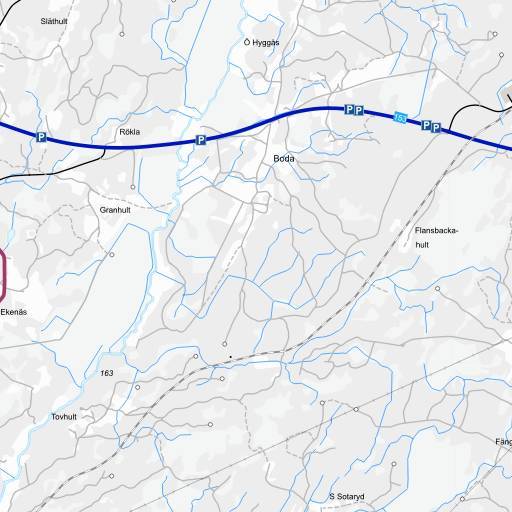 Släthult
Ö Hyggås
P
P P
153
P P
Rökla
P
Boda
Granhult
Flansbacka-
hult
Ekenäs
163
Tovhult
Fäng
S Sotaryd